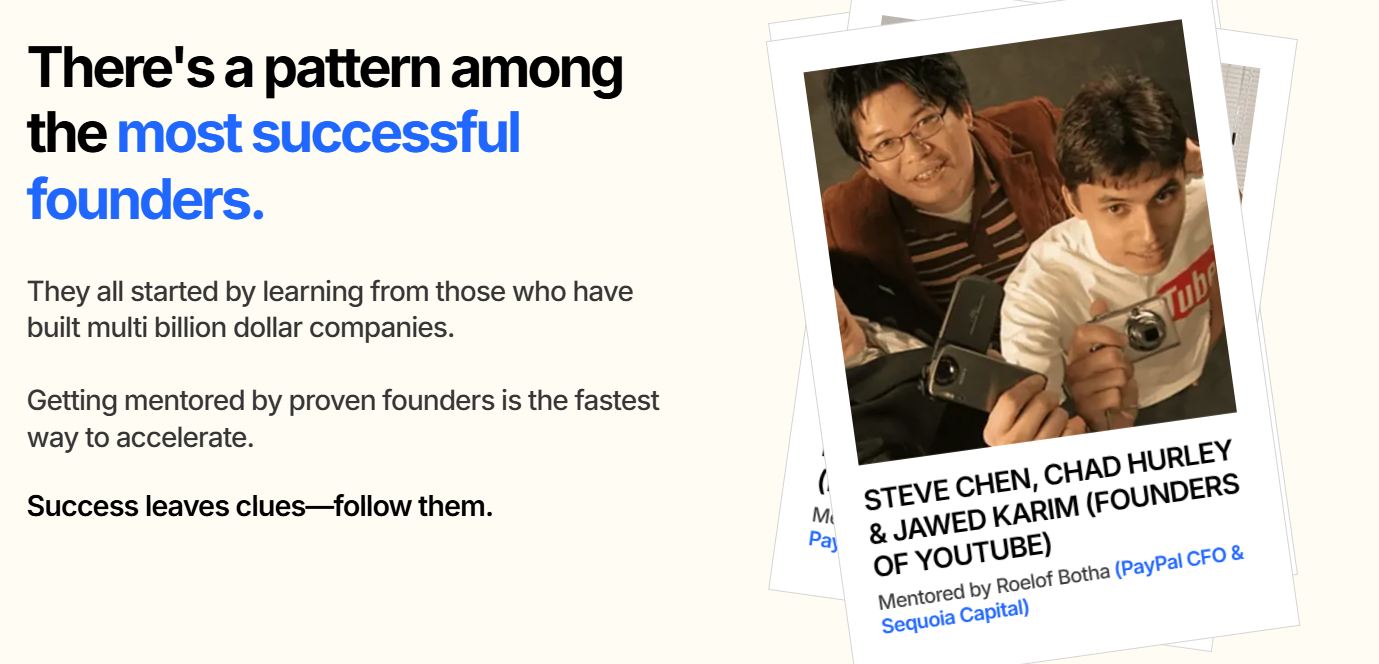 There's a pattern among
the most successful
founders.
They all started by learning from those who have
built multi billion dollar companies.
Getting mentored by proven founders is the fastest
way to accelerate.
Success leaves clues—follow them.
Tube
STEVE CHEN, CHAD HURLEY
& JAWED KARIM (FOUNDERS
OF YOUTUBE)
Mentored by Roelof Botha (PayPal CFO &
Sequoia Capital)